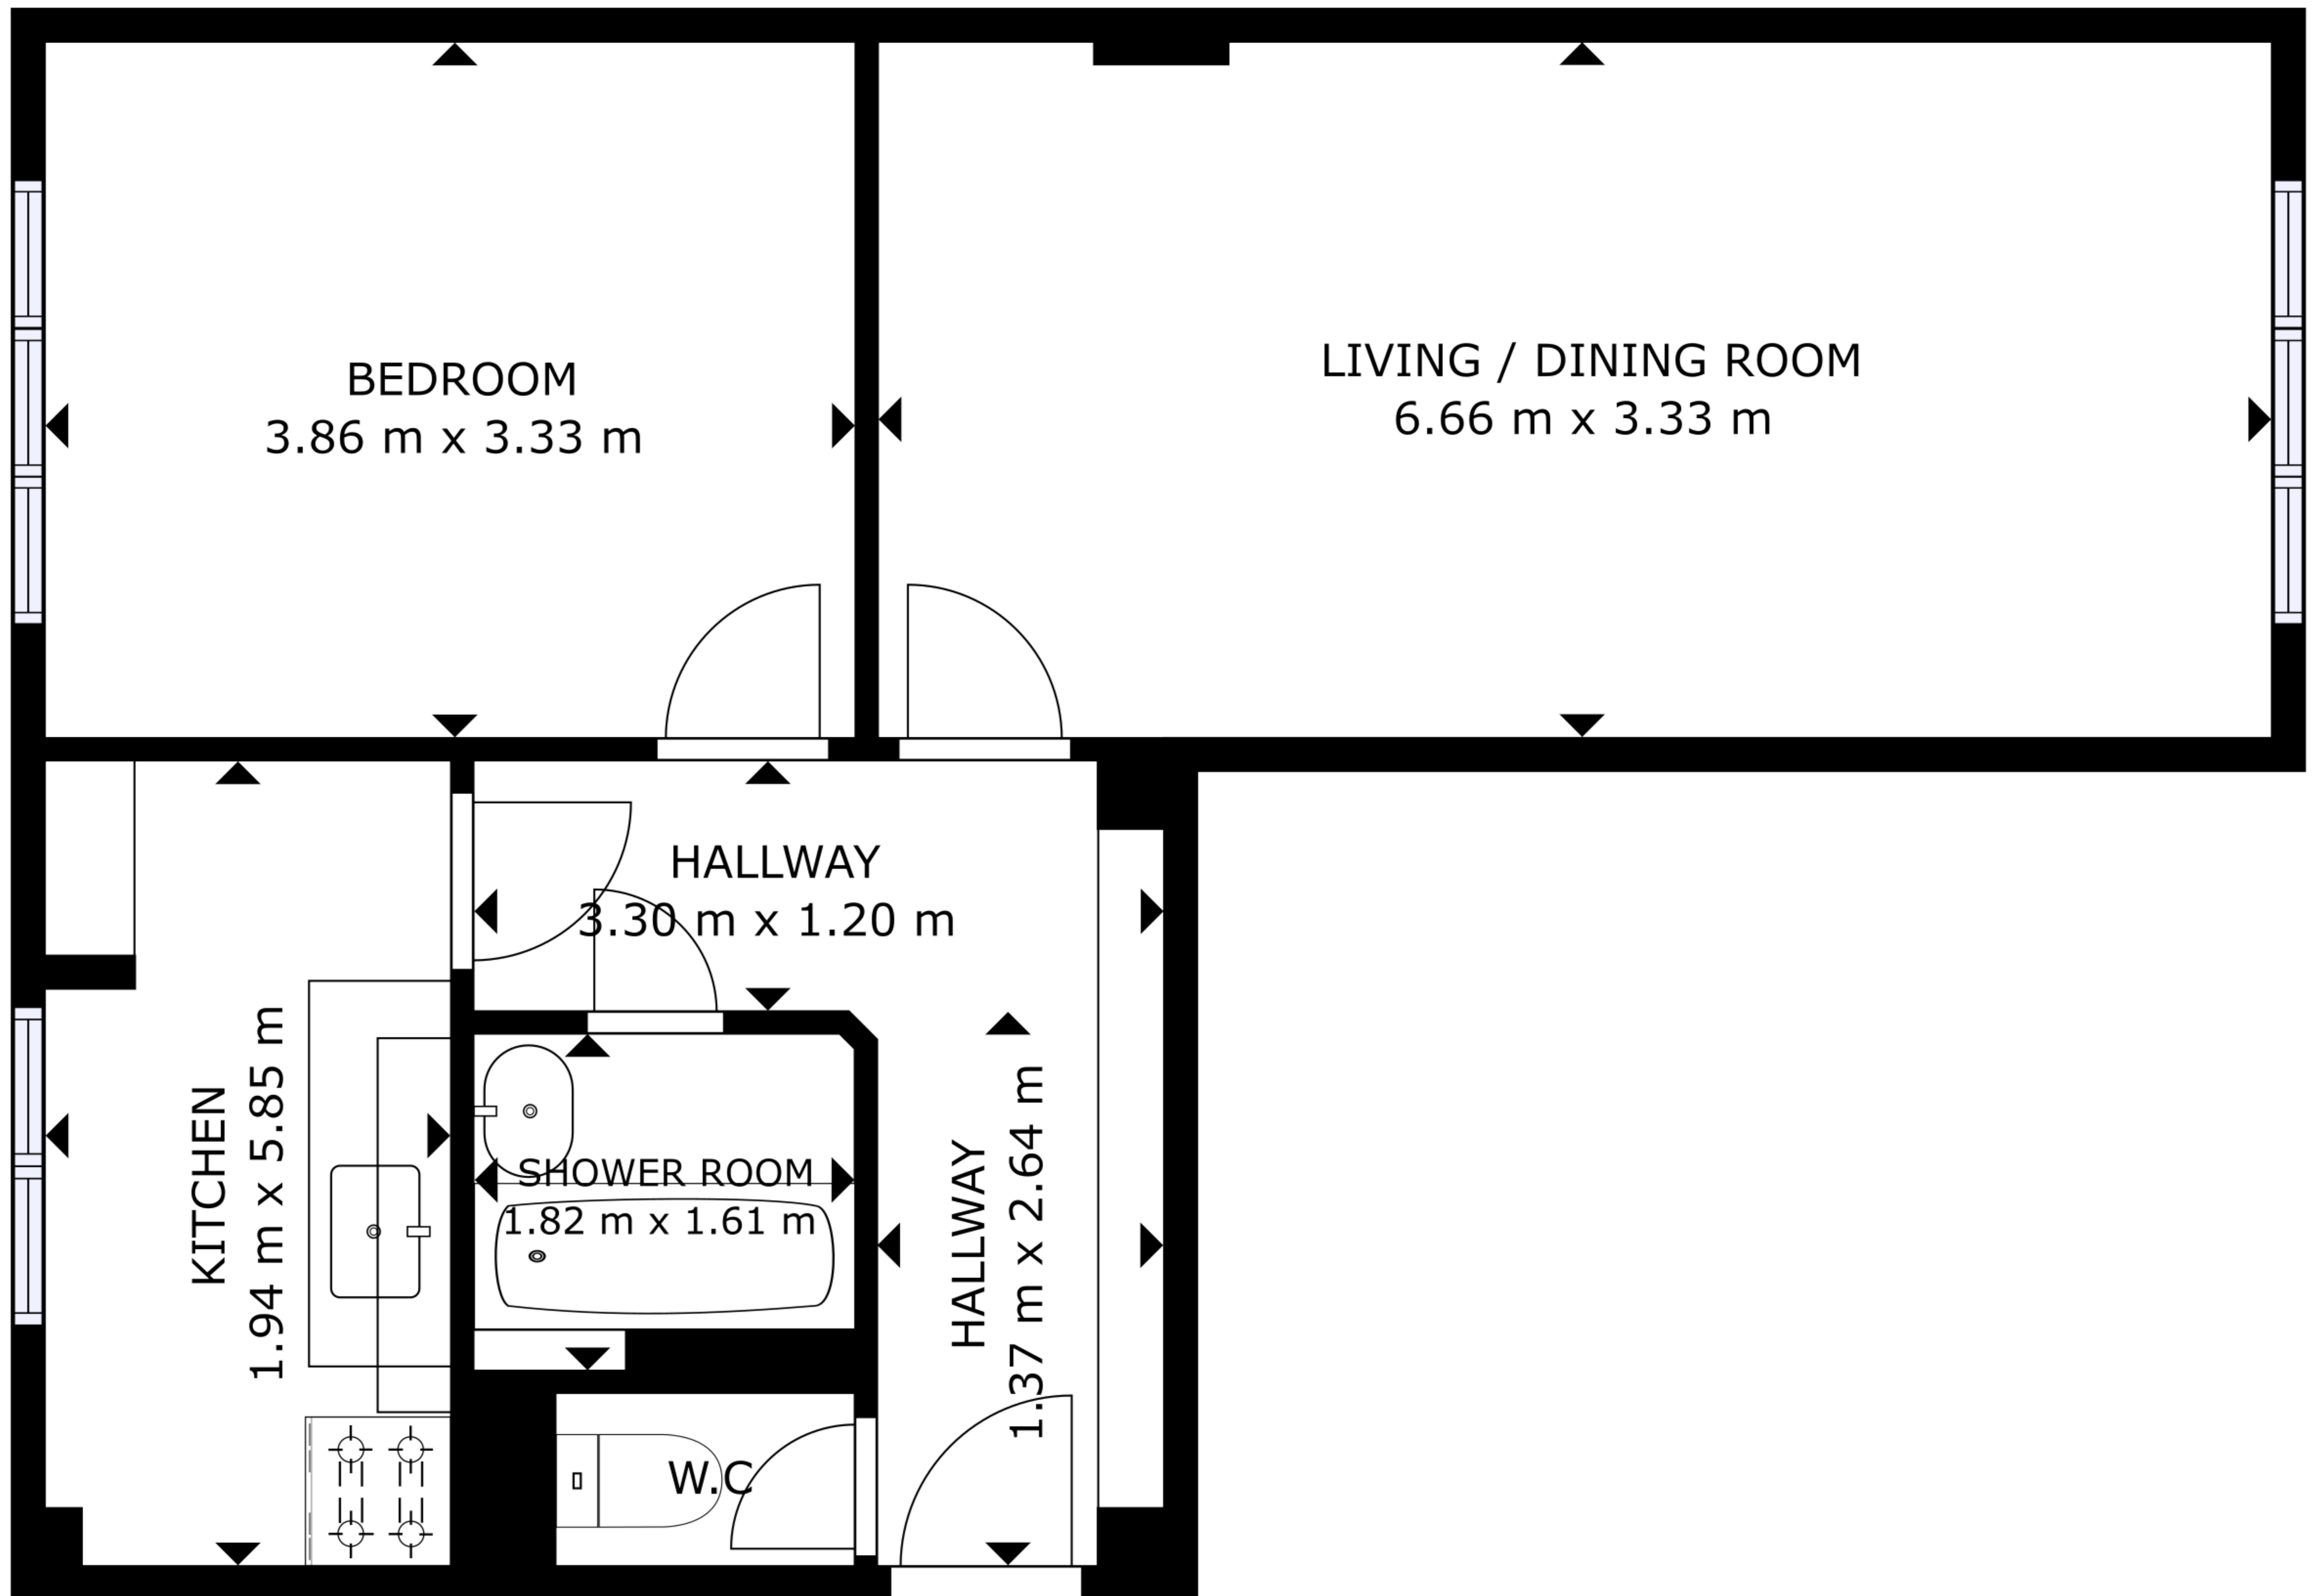 BEDROOM
3.86 m x 3.33 m
LIVING / DINING ROOM
6.66 m x 3.33 m
HALLWAY
3.30 m x 1.20 m
KITCHEN
1.94 m x 5.85 m
SHOWER ROOM
1.82 m x 1.61 m
HALLWAY
1.37 m x 2.64 m
W.C